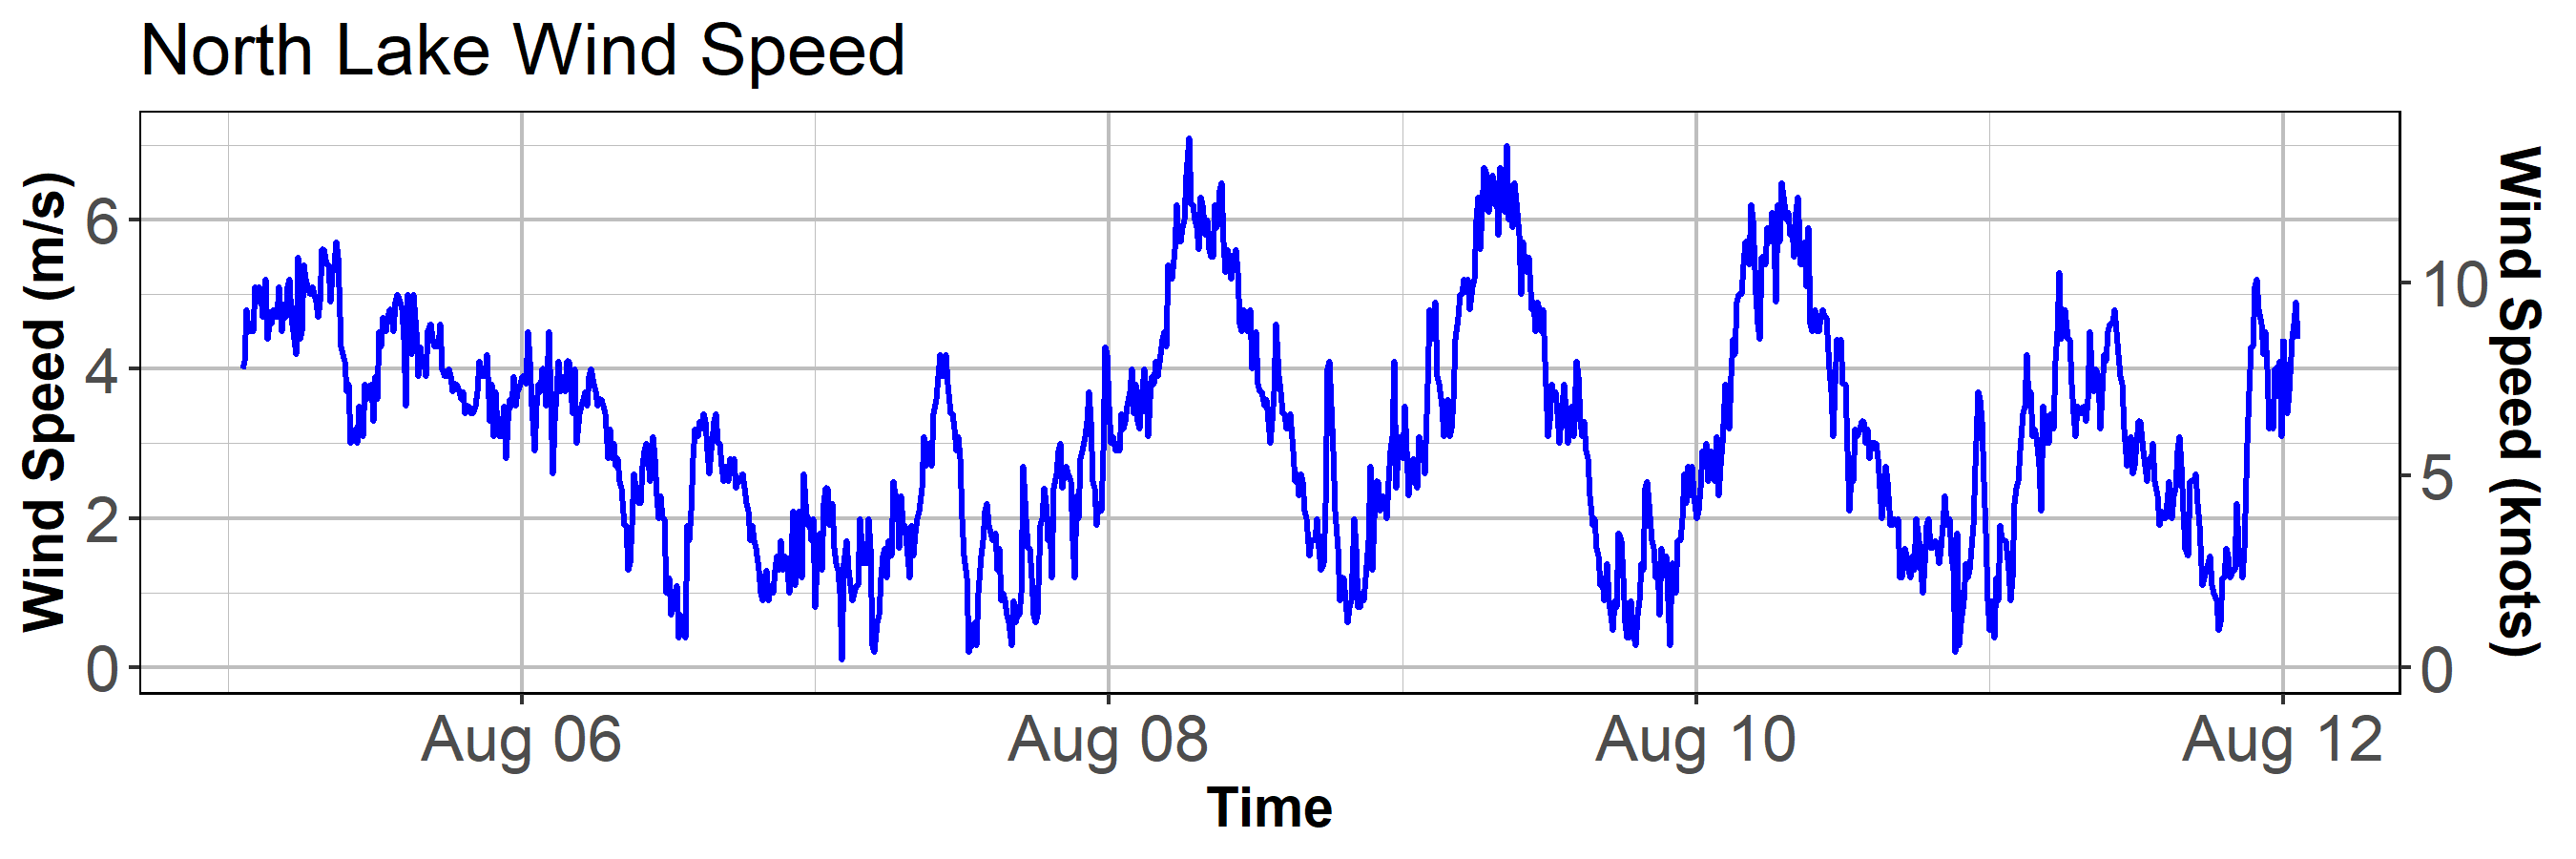 North Lake Wind Speed
Wind Speed (m/s)
6
4
2
0
10
5
0
Wind Speed (knots)
Aug 06
Aug 08
Aug 10
Aug 12
Time